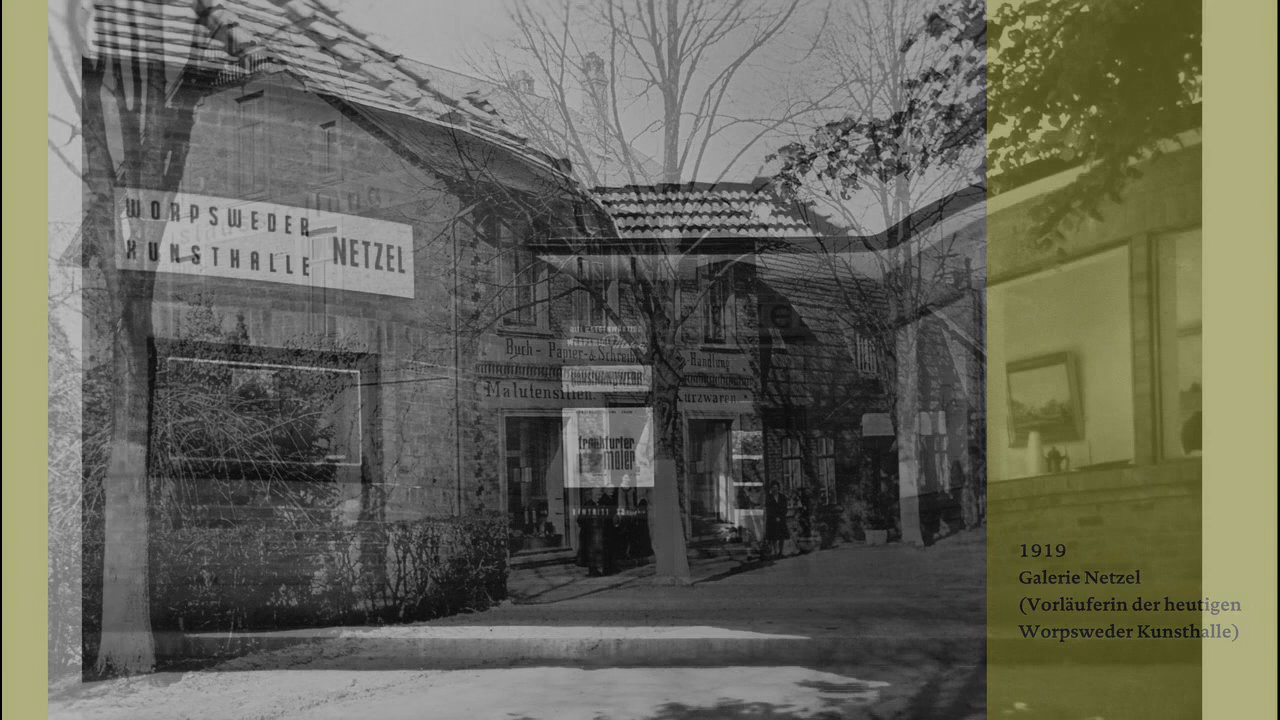 WORPSWEDER
KUNSTHALLE NETZEL
Buch - Papier- & Schreib
Handlung
Malutensilien.
Kurzwaren.
frankfurter
maler
EINTRITT
1919
Galerie Netzel
(Vorläuferin der heutigen
Worpsweder Kunsthalle)